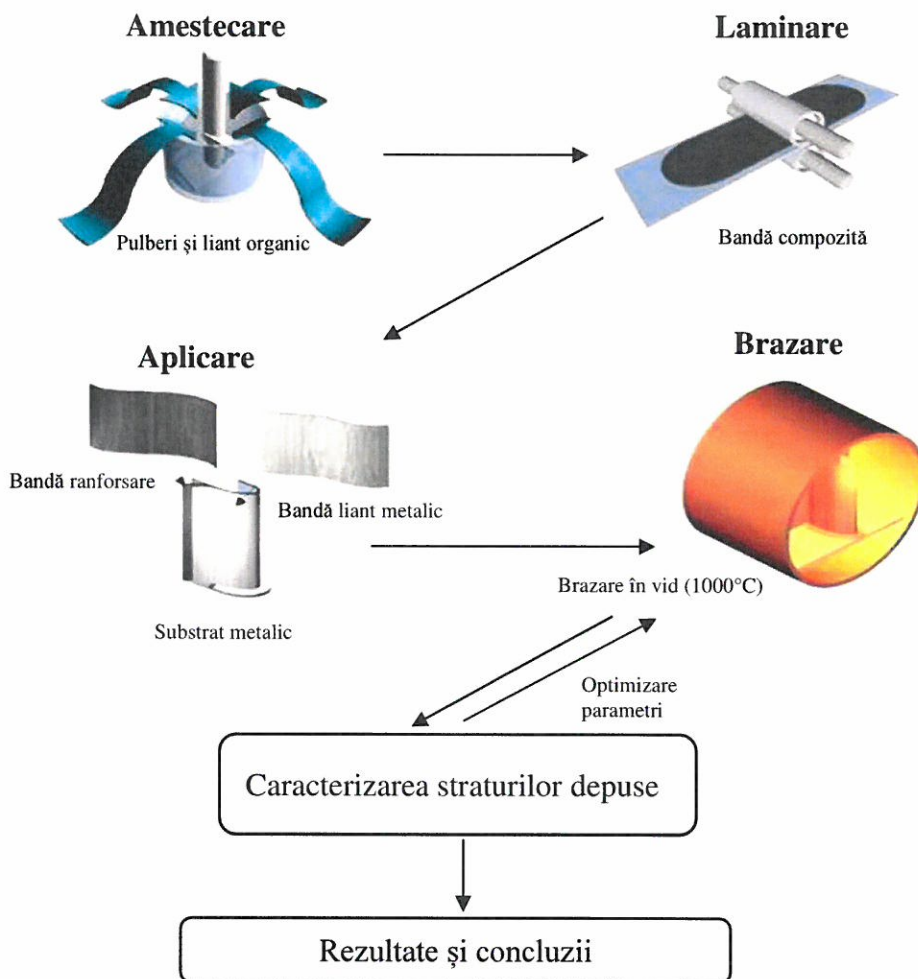 Amestecare
Laminare
Pulberi și liant organic
Bandă compozită
Aplicare
Brazare
Bandă ranforsare
Bandă liant metalic
Brazare în vid (1000°C)
Substrat metalic
Optimizare
parametri
Caracterizarea straturilor depuse
Rezultate și concluzii